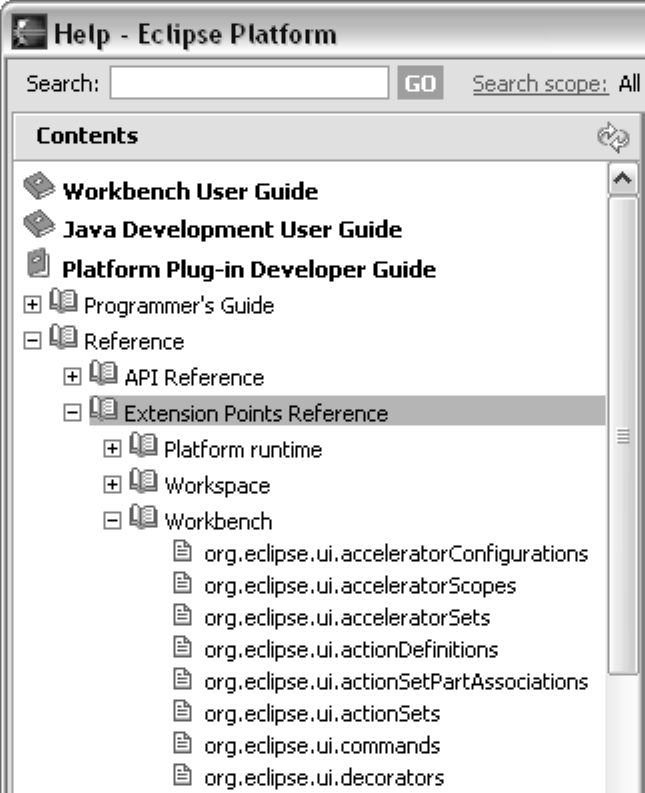 Help - Eclipse Platform
Search: GO Search scope: All
Contents
Workbench User Guide
Java Development User Guide
Platform Plug-in Developer Guide
Programmer's Guide
Reference
API Reference
Extension Points Reference
Platform runtime
Workspace
Workbench
org.eclipse.ui.acceleratorConfigurations
org.eclipse.ui.acceleratorScopes
org.eclipse.ui.acceleratorSets
org.eclipse.ui.actionDefinitions
org.eclipse.ui.actionSetPartAssociations
org.eclipse.ui.actionSets
org.eclipse.ui.commands
org.eclipse.ui.decorators